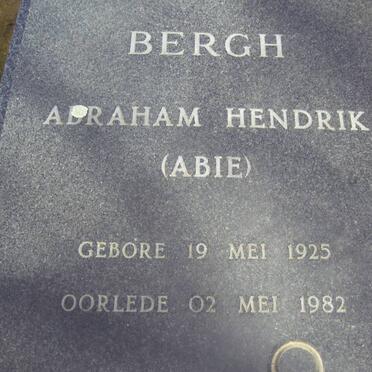 BERGH
ABRAHAM HENDRIK
(ABIE)
GEBORE 19 MEI 1925
OORLEDE 02 MEI 1982